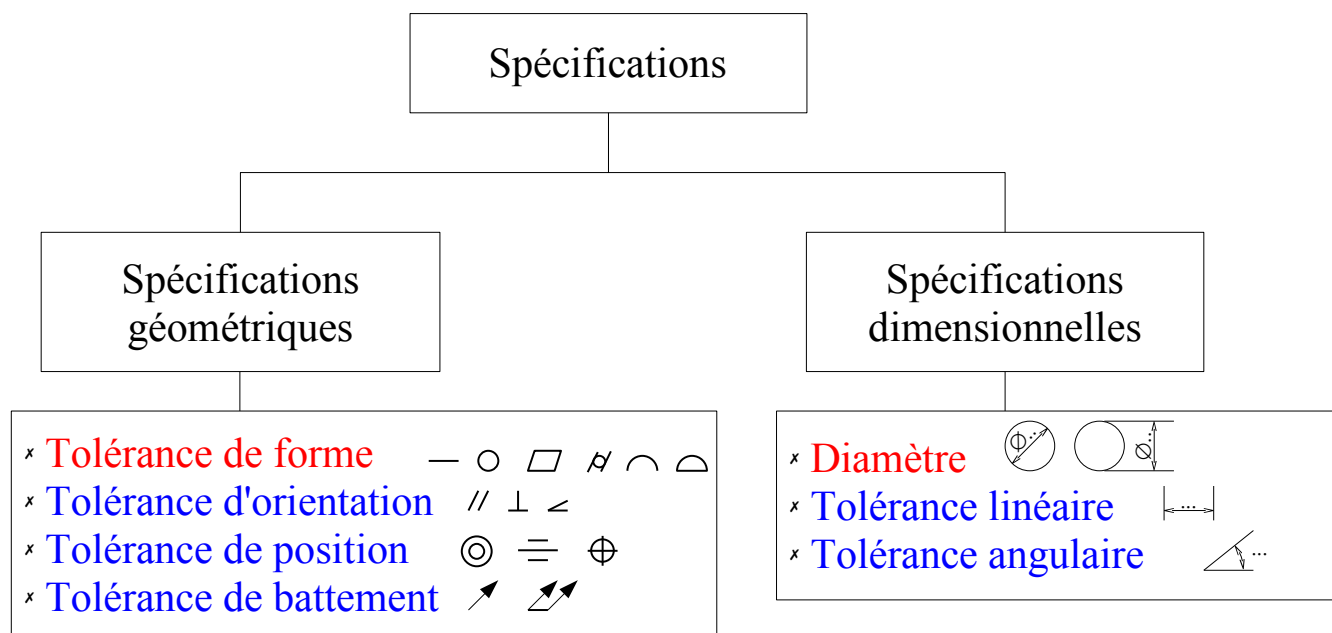 Spécifications
Spécifications
géométriques
Spécifications
dimensionnelles
✗ Tolérance de forme
✗ Tolérance d'orientation
✗ Tolérance de position
✗ Tolérance de battement
✗ Diamètre Φ... Φ...
✗ Tolérance linéaire ...
✗ Tolérance angulaire ...